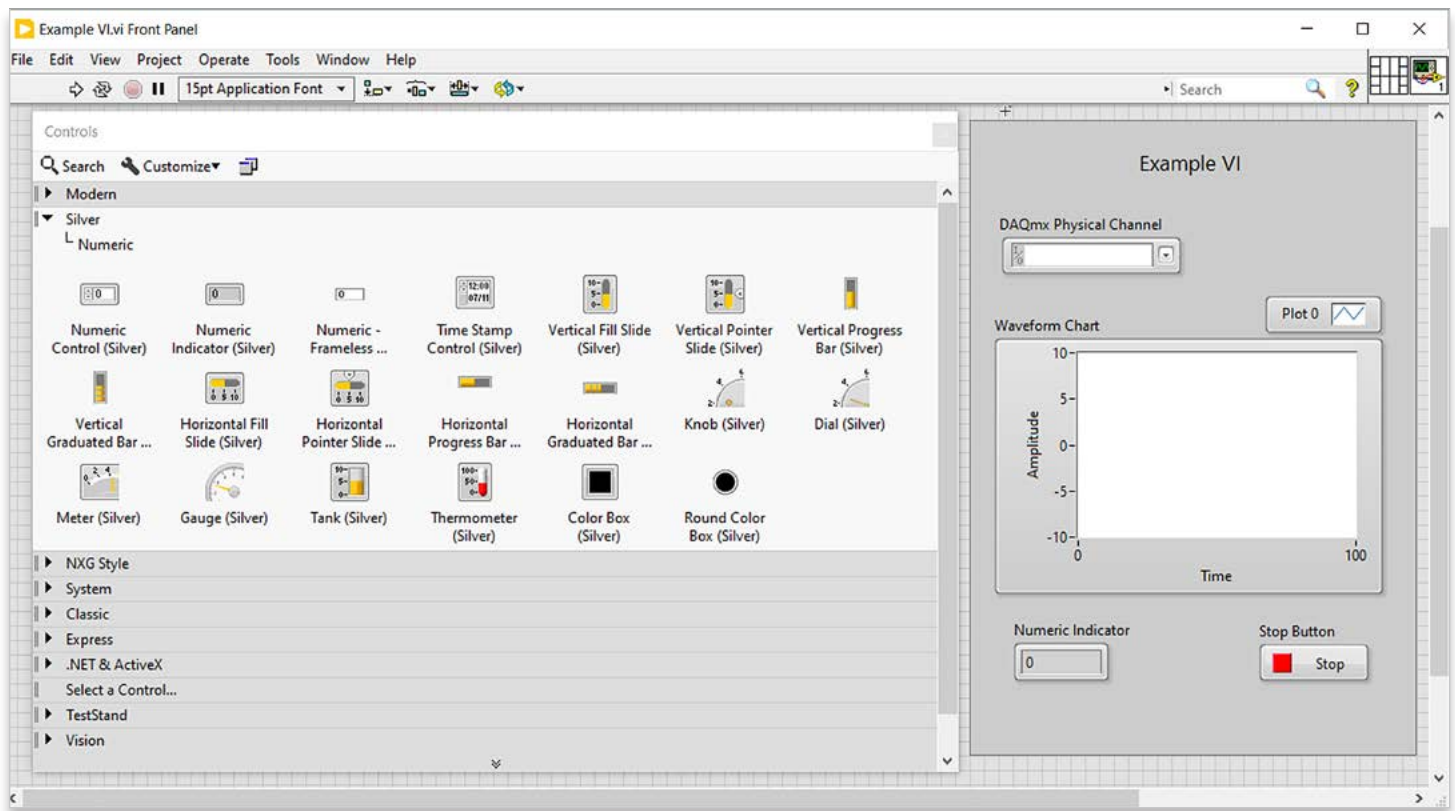 Example VI.vi Front Panel
File Edit View Project Operate Tools Window Help
15pt Application Font
Search
Controls
Search Customize
Modern
Silver
Numeric
Numeric Control (Silver)
Numeric Indicator (Silver)
Numeric - Frameless ...
Time Stamp Control (Silver)
Vertical Fill Slide (Silver)
Vertical Pointer Slide (Silver)
Vertical Progress Bar (Silver)
Vertical Graduated Bar ...
Horizontal Fill Slide (Silver)
Horizontal Pointer Slide ...
Horizontal Progress Bar ...
Horizontal Graduated Bar ...
Knob (Silver)
Dial (Silver)
Meter (Silver)
Gauge (Silver)
Tank (Silver)
Thermometer (Silver)
Color Box (Silver)
Round Color Box (Silver)
NXG Style
System
Classic
Express
.NET & ActiveX
Select a Control...
TestStand
Vision
Example VI
DAQmx Physical Channel
Plot 0
Waveform Chart
10
5
0
-5
-10
Amplitude
0 100
Time
Numeric Indicator
0
Stop Button
Stop